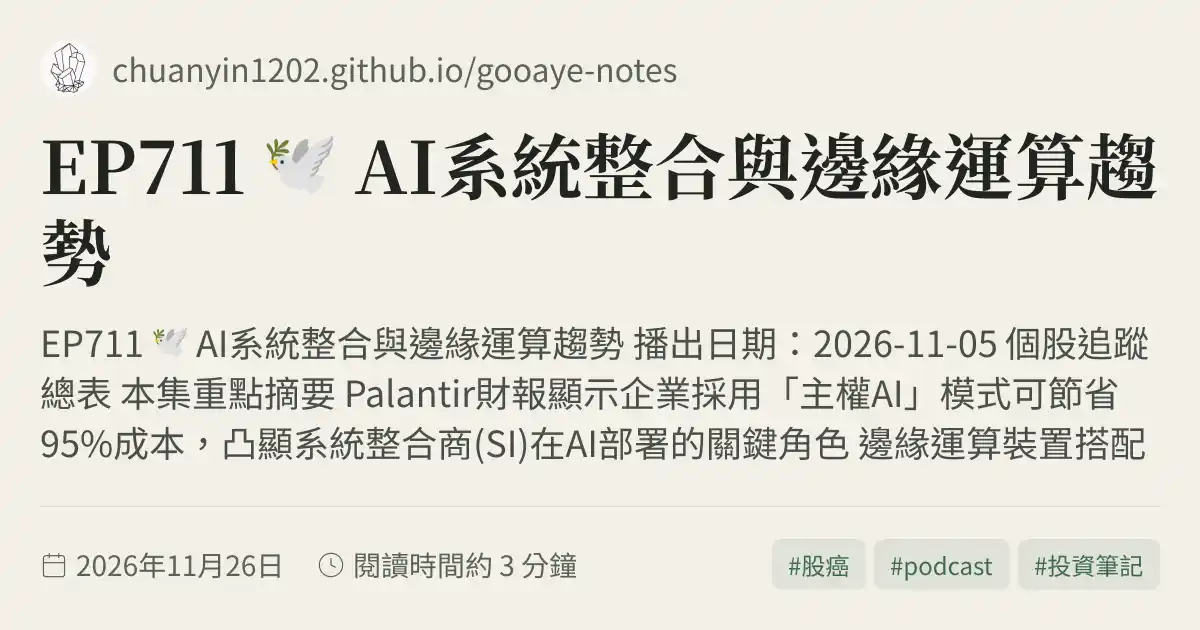 chuanyin1202.github.io/gooaye-notes
EP711 🕊️ AI系統整合與邊緣運算趨
勢
EP711 🕊️ AI系統整合與邊緣運算趨勢 播出日期：2026-11-05 個股追蹤
總表 本集重點摘要 Palantir財報顯示企業採用「主權AI」模式可節省
95%成本，凸顯系統整合商(SI)在AI部署的關鍵角色 邊緣運算裝置搭配
2026年11月26日 閱讀時間約 3 分鐘 #股癌 #podcast #投資筆記